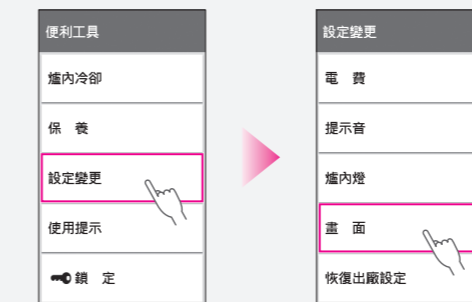 便利工具
爐內冷卻
保　養
設定變更
使用提示
鎖　定
設定變更
電　費
提示音
爐內燈
畫　面
恢復出廠設定